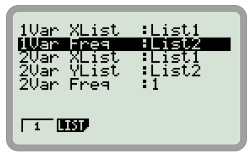 1Var XList :List1
1Var Freq :List2
2Var XList :List1
2Var YList :List2
2Var Freq :1
1 LIST